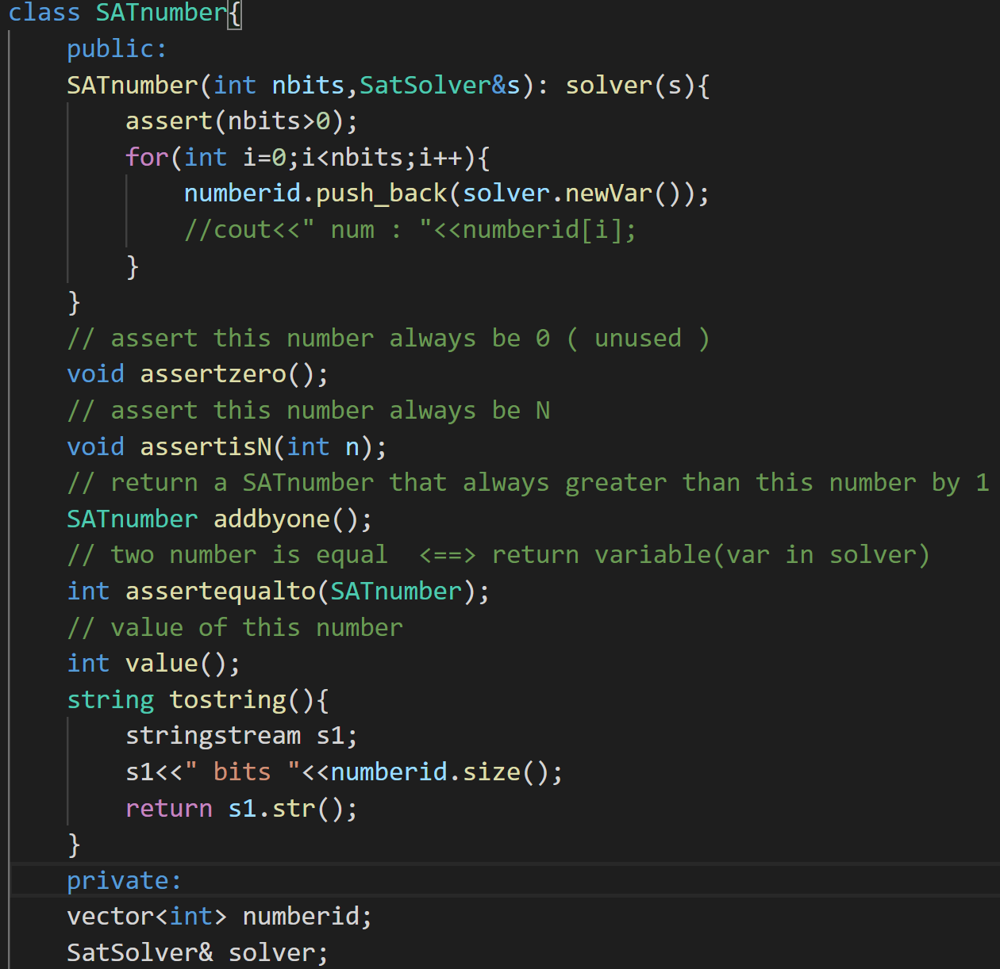 class SATnumber{
    public:
    SATnumber(int nbits,SatSolver&s): solver(s){
        assert(nbits>0);
        for(int i=0;i<nbits;i++){
            numberid.push_back(solver.newVar());
            //cout<<" num : "<<numberid[i];
        }
    }
    // assert this number always be 0 ( unused )
    void assertzero();
    // assert this number always be N
    void assertisN(int n);
    // return a SATnumber that always greater than this number by 1
    SATnumber addbyone();
    // two number is equal  <==> return variable(var in solver)
    int assertequalto(SATnumber);
    // value of this number
    int value();
    string tostring(){
        stringstream s1;
        s1<<" bits "<<numberid.size();
        return s1.str();
    }
    private:
    vector<int> numberid;
    SatSolver& solver;